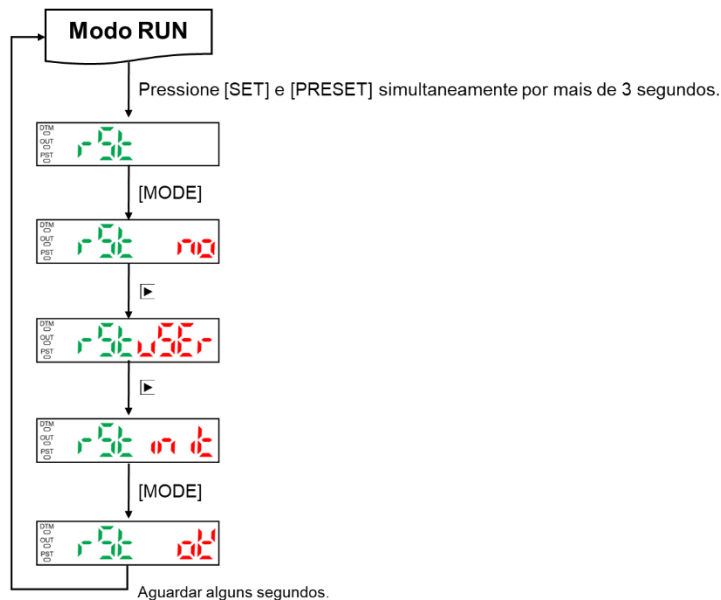 Modo RUN
Pressione [SET] e [PRESET] simultaneamente por mais de 3 segundos.
DTM
OUT
PST
rSt
[MODE]
DTM
OUT
PST
rSt no
DTM
OUT
PST
rSt uSEr
DTM
OUT
PST
rSt init
[MODE]
DTM
OUT
PST
rSt oK
Aguardar alguns segundos.